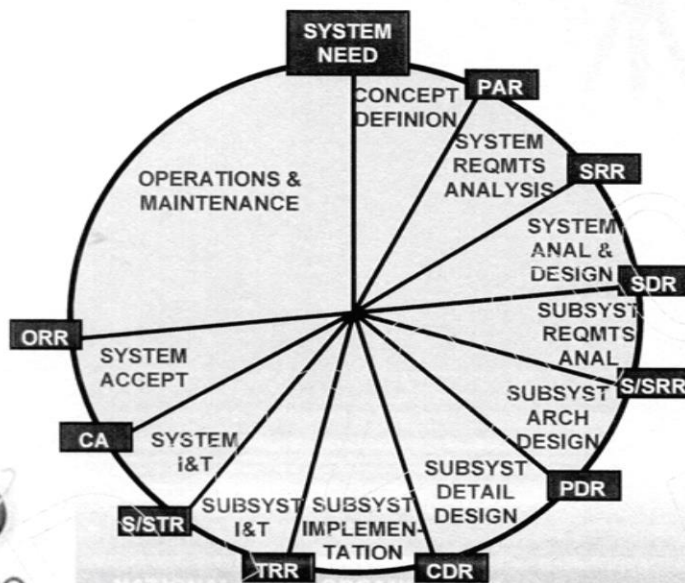 SYSTEM
NEED
CONCEPT
DEFINION
PAR
SYSTEM
REQMTS
ANALYSIS
SRR
SYSTEM
ANAL &
DESIGN
SDR
SUBSYST
REQMTS
ANAL
S/SRR
SUBSYST
ARCH
DESIGN
PDR
SUBSYST
DETAIL
DESIGN
CDR
SUBSYST
IMPLEMEN-
TATION
TRR
SUBSYST
I&T
S/STR
SYSTEM
I&T
CA
SYSTEM
ACCEPT
ORR
OPERATIONS &
MAINTENANCE